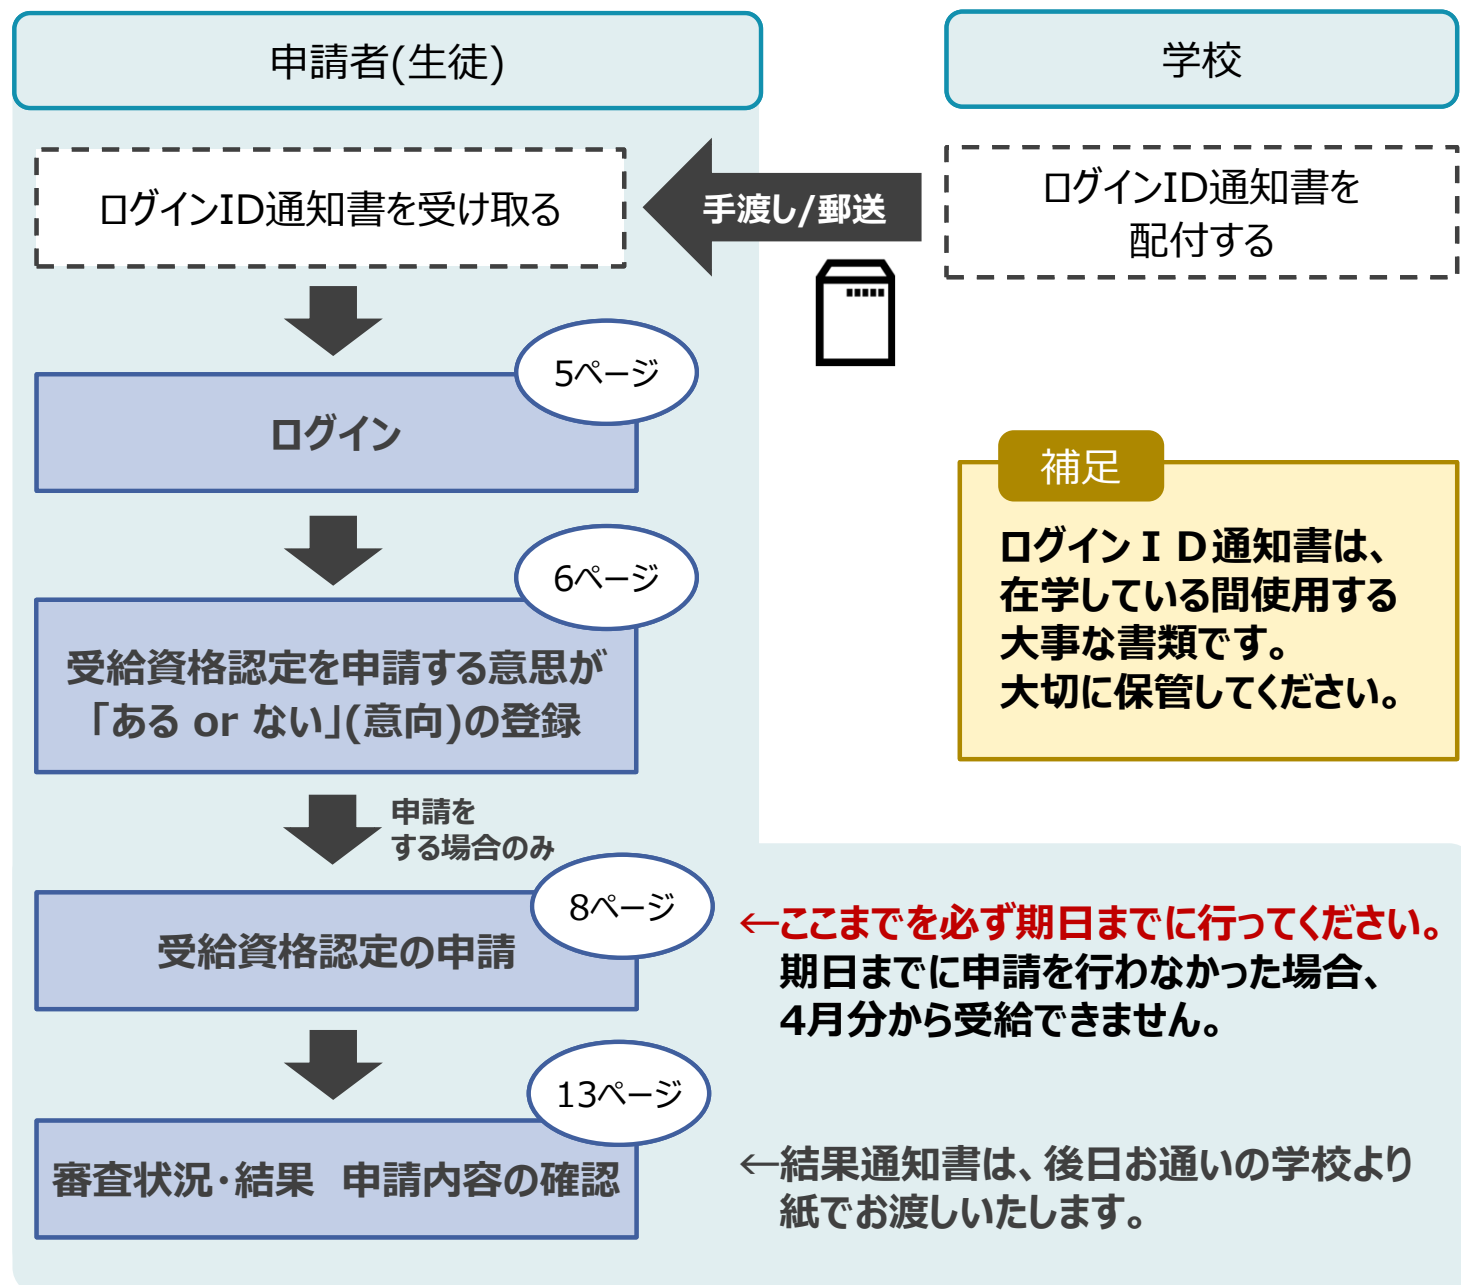 申請者(生徒)
学校
ログインID通知書を受け取る
手渡し/郵送
ログインID通知書を
配付する
5ページ
ログイン
補足
ログインＩＤ通知書は、
在学している間使用する
大事な書類です。
大切に保管してください。
6ページ
受給資格認定を申請する意思が
「ある or ない」(意向)の登録
申請を
する場合のみ
8ページ
受給資格認定の申請
←ここまでを必ず期日までに行ってください。
期日までに申請を行わなかった場合、
4月分から受給できません。
13ページ
審査状況・結果　申請内容の確認
←結果通知書は、後日お通いの学校より
紙でお渡しいたします。